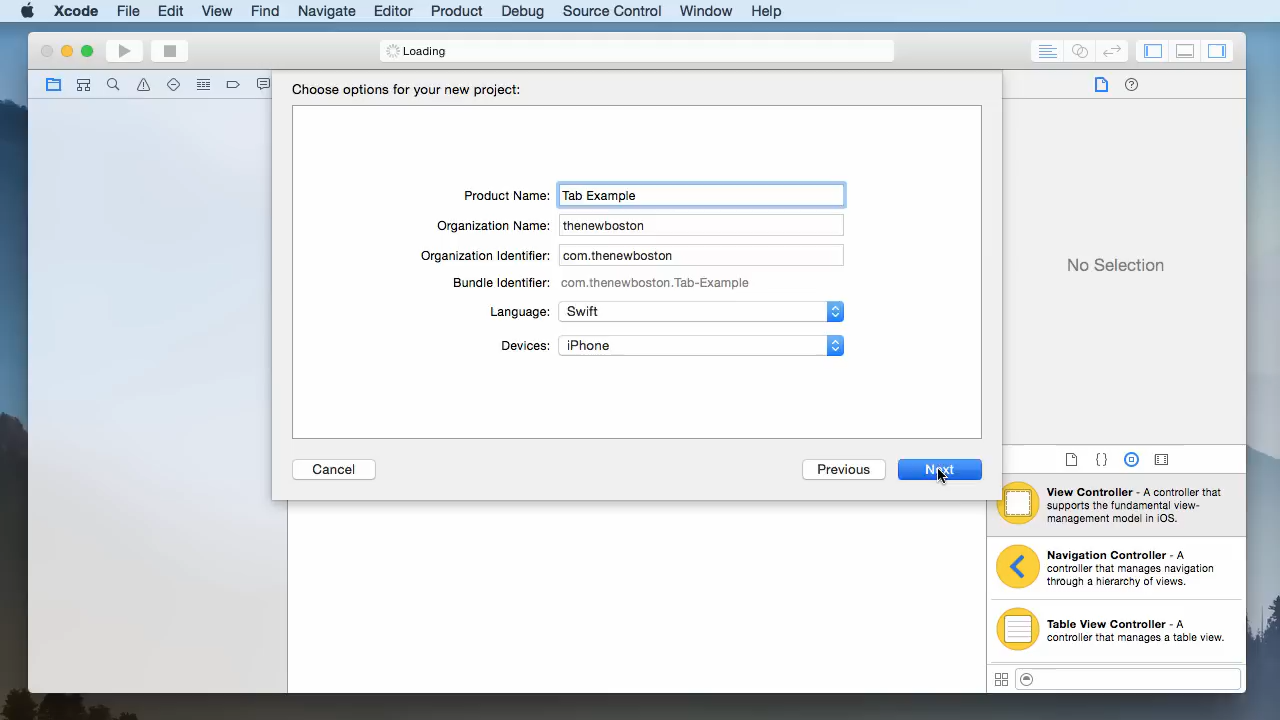 Xcode File Edit View Find Navigate Editor Product Debug Source Control Window Help
Loading
Choose options for your new project:
Product Name: Tab Example
Organization Name: thenewboston
Organization Identifier: com.thenewboston
Bundle Identifier: com.thenewboston.Tab-Example
Language: Swift
Devices: iPhone
Cancel Previous Next
No Selection
View Controller - A controller that
supports the fundamental view-
management model in iOS.
Navigation Controller - A
controller that manages navigation
through a hierarchy of views.
Table View Controller - A
controller that manages a table view.